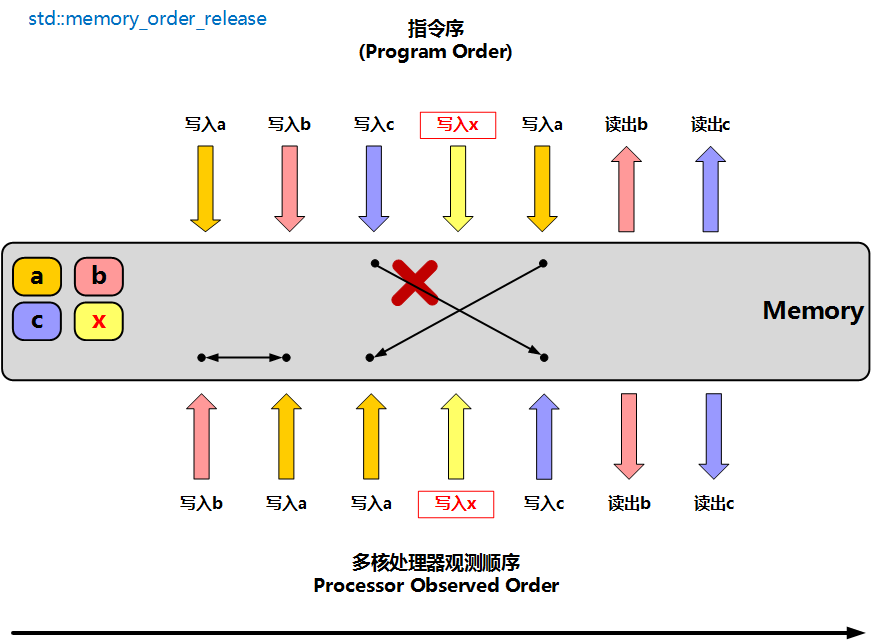 std::memory_order_release
指令序
(Program Order)
写入a 写入b 写入c 写入x 写入a 读出b 读出c
a b
c x
Memory
写入b 写入a 写入a 写入x 写入c 读出b 读出c
多核处理器观测顺序
Processor Observed Order